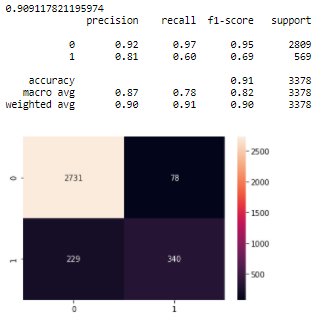 0.909117821195974
precision recall f1-score support
0 0.92 0.97 0.95 2809
1 0.81 0.60 0.69 569
accuracy 0.91 3378
macro avg 0.87 0.78 0.82 3378
weighted avg 0.90 0.91 0.90 3378
2500
0 2731 78
2000
1500
1000
1 229 340
500
0 1